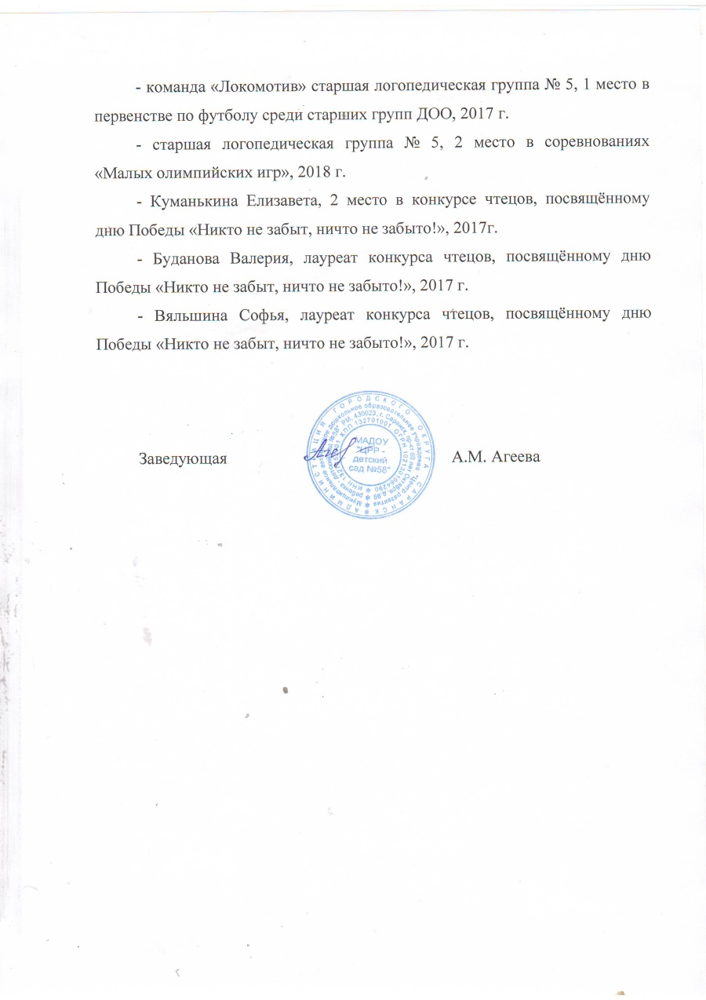 - команда «Локомотив» старшая логопедическая группа № 5, 1 место в
первенстве по футболу среди старших групп ДОО, 2017 г.
- старшая логопедическая группа № 5, 2 место в соревнованиях
«Малых олимпийских игр», 2018 г.
- Куманькина Елизавета, 2 место в конкурсе чтецов, посвящённому
дню Победы «Никто не забыт, ничто не забыто!», 2017г.
- Буданова Валерия, лауреат конкурса чтецов, посвящённому дню
Победы «Никто не забыт, ничто не забыто!», 2017 г.
- Вяльшина Софья, лауреат конкурса чтецов, посвящённому дню
Победы «Никто не забыт, ничто не забыто!», 2017 г.
Заведующая
АДМИНИСТРАЦИЯ ГОРОДСКОГО ОКРУГА САРАНСК
МАДОУ
"ЦРР -
детский
сад №58"
А.М. Агеева